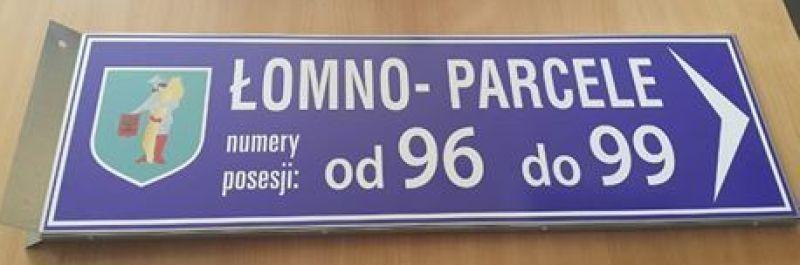 ŁOMNO- PARCELE
numery
posesji: od 96 do 99